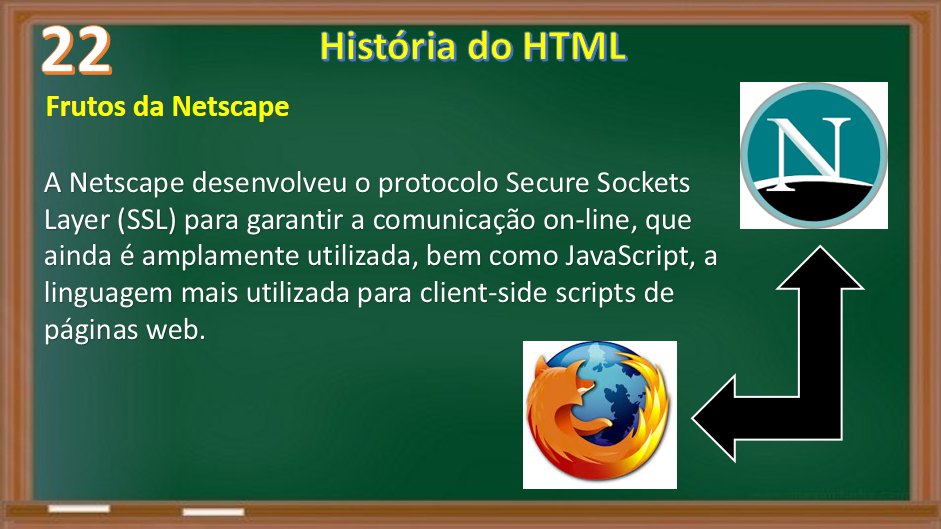 22
História do HTML
Frutos da Netscape
A Netscape desenvolveu o protocolo Secure Sockets
Layer (SSL) para garantir a comunicação on-line, que
ainda é amplamente utilizada, bem como JavaScript, a
linguagem mais utilizada para client-side scripts de
páginas web.
N